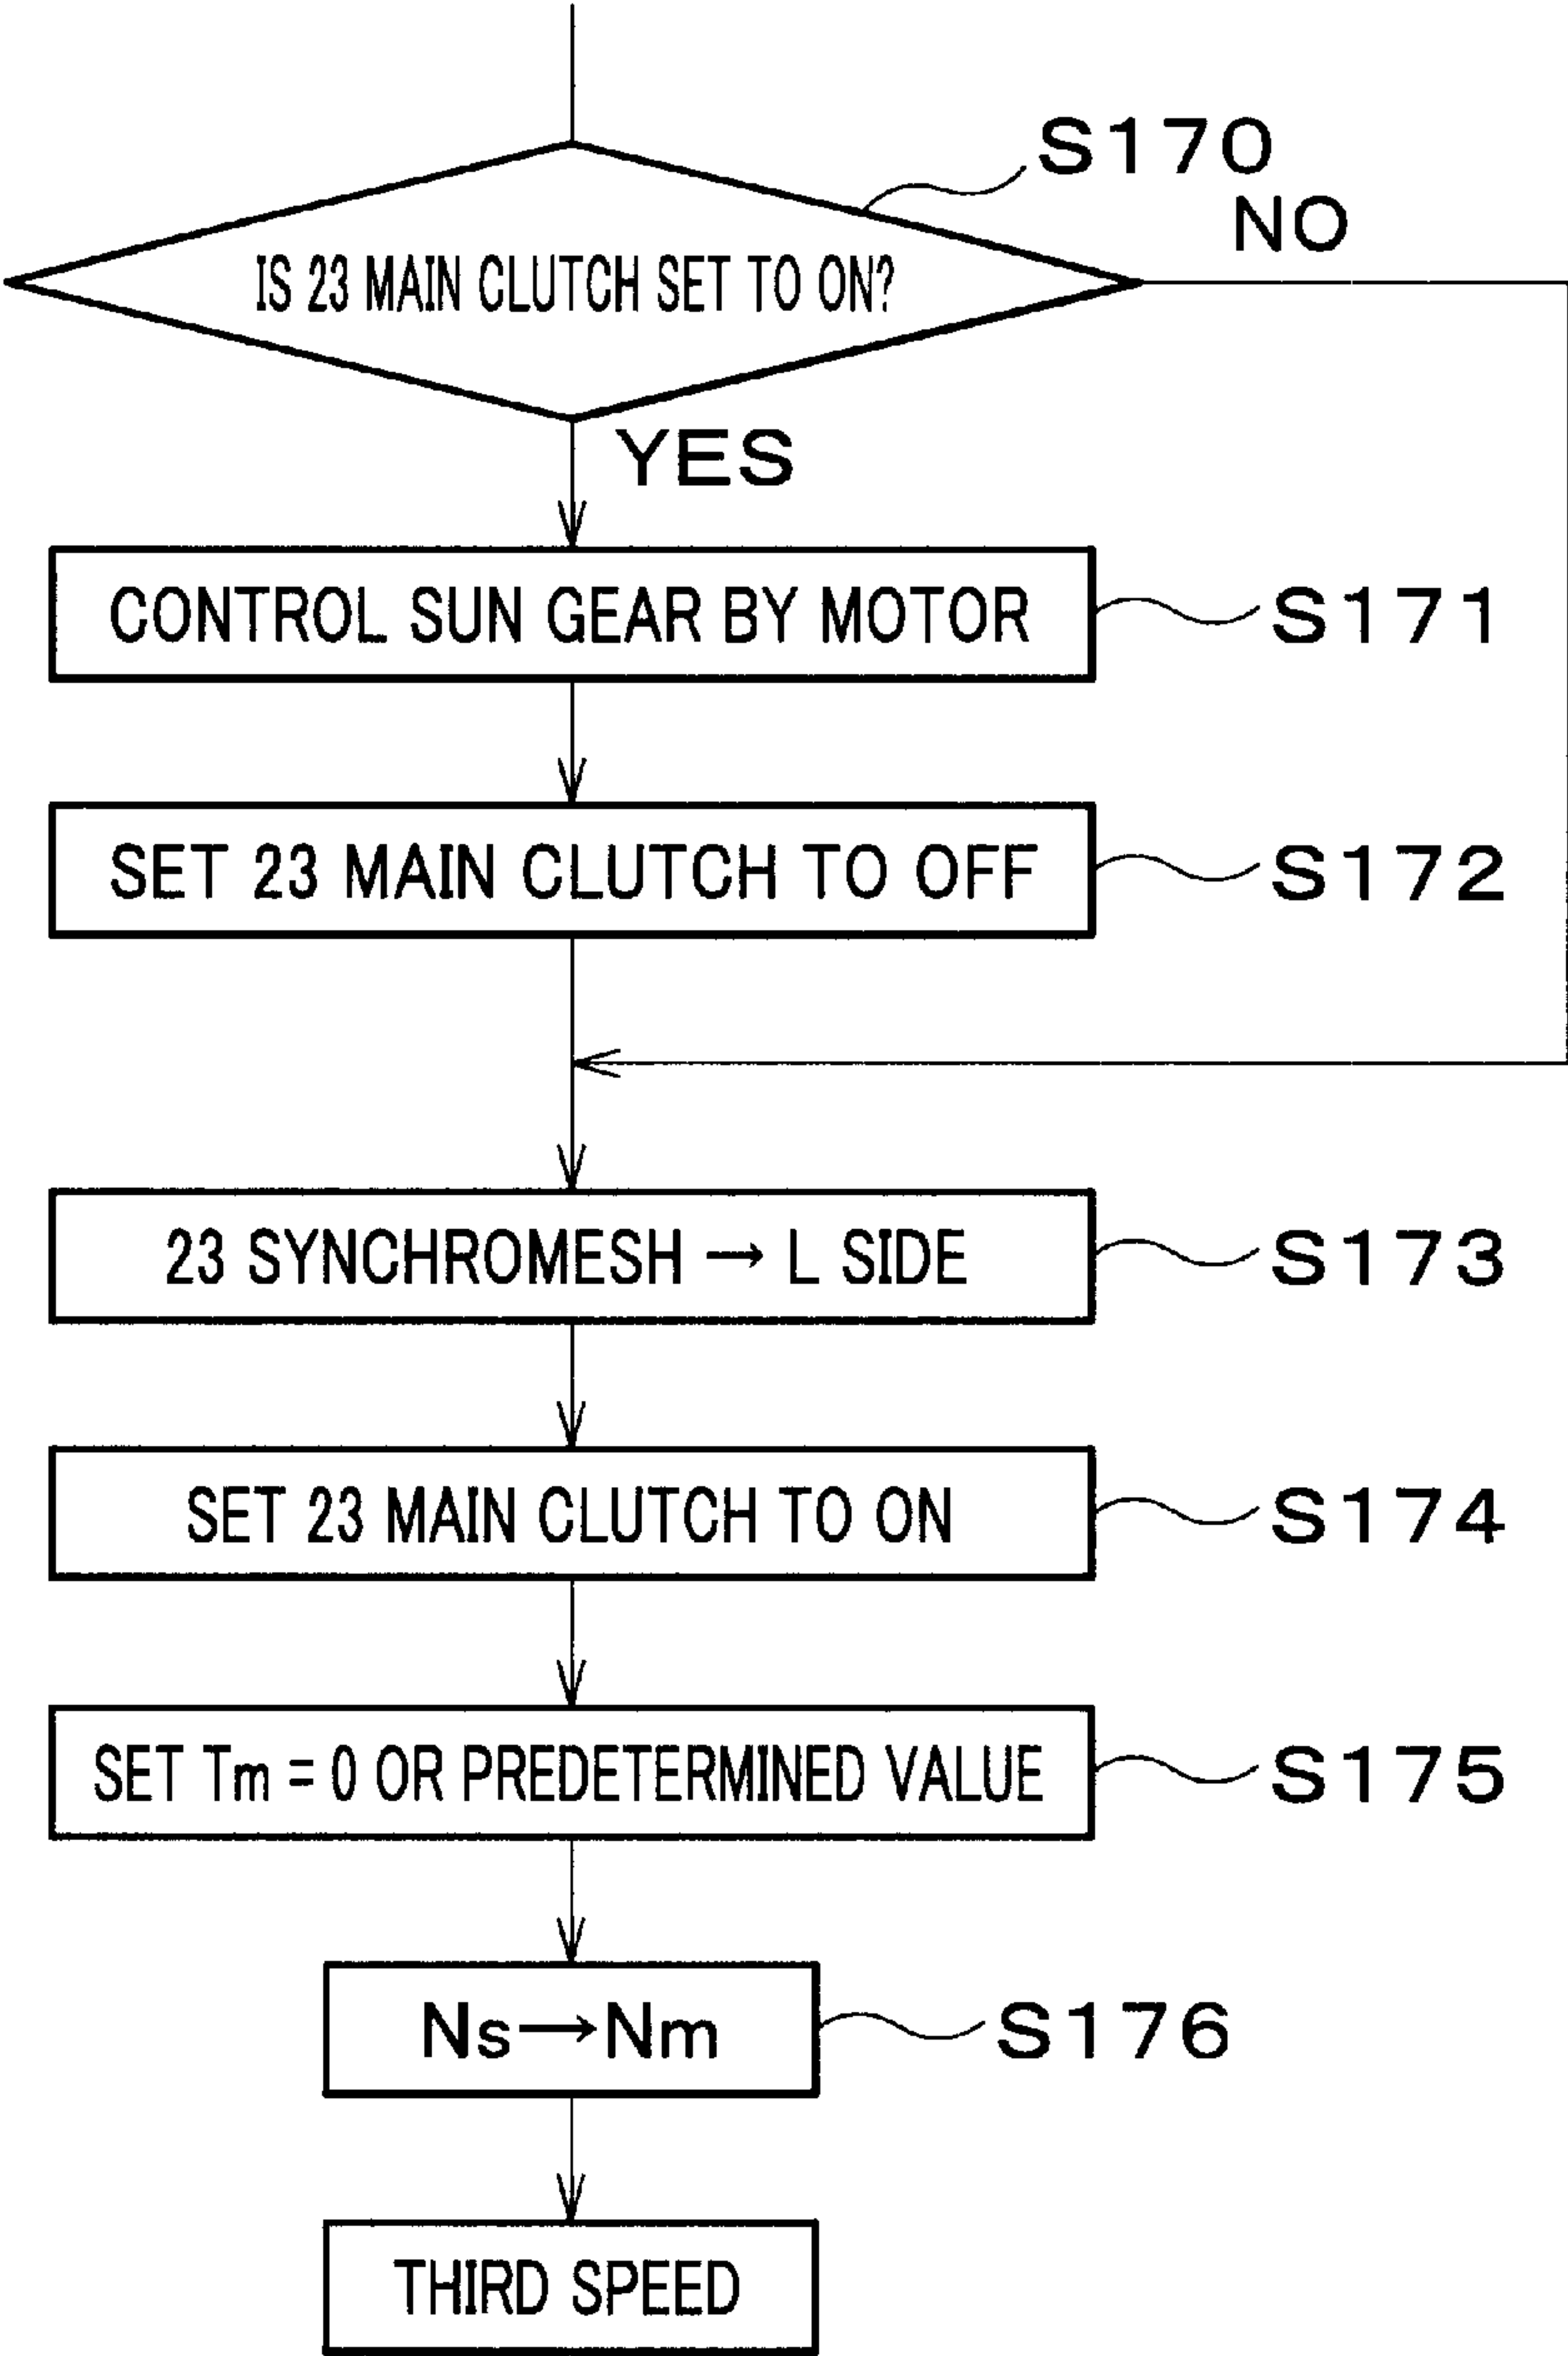 S170
NO
IS 23 MAIN CLUTCH SET TO ON?
YES
CONTROL SUN GEAR BY MOTOR
S171
SET 23 MAIN CLUTCH TO OFF
S172
23 SYNCHROMESH → L SIDE
S173
SET 23 MAIN CLUTCH TO ON
S174
SET Tm = 0 OR PREDETERMINED VALUE
S175
Ns→Nm
S176
THIRD SPEED